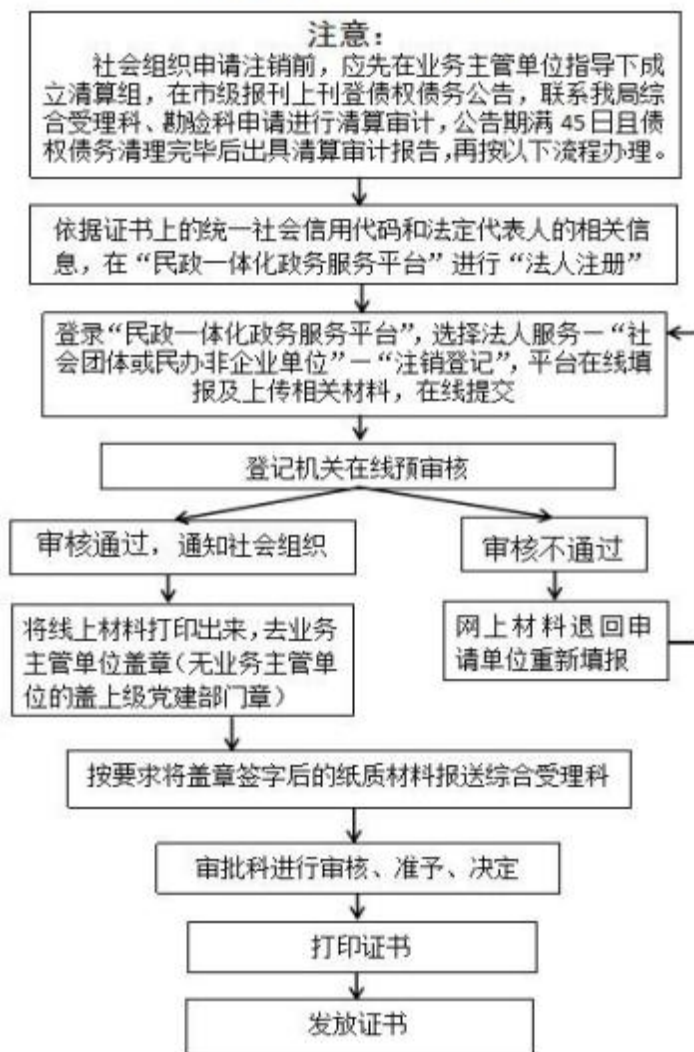 注意：
社会组织申请注销前，应先在业务主管单位指导下成
立清算组，在市级报刊上刊登债权债务公告，联系我局综
合受理科、勘验科申请进行清算审计，公告期满 45日且债
权债务清理完毕后出具清算审计报告，再按以下流程办理。
依据证书上的统一社会信用代码和法定代表人的相关信
息，在“民政一体化政务服务平台”进行“法人注册”
登录“民政一体化政务服务平台”，选择法人服务—“社
会团体或民办非企业单位”—“注销登记”，平台在线填
报及上传相关材料，在线提交
登记机关在线预审核
审核通过，通知社会组织
审核不通过
将线上材料打印出来，去业务
主管单位盖章（无业务主管单
位的盖上级党建部门章）
网上材料退回申
请单位重新填报
按要求将盖章签字后的纸质材料报送综合受理科
审批科进行审核、准予、决定
打印证书
发放证书